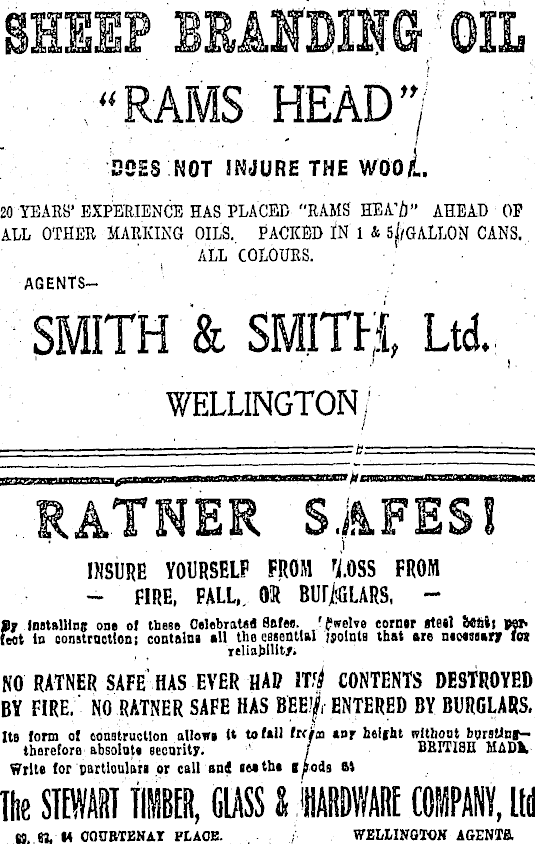 SHEEP BRANDING OIL
"RAMS HEAD"
DOES NOT INJURE THE WOOL.
20 YEARS' EXPERIENCE HAS PLACED "RAMS HEAD" AHEAD OF
ALL OTHER MARKING OILS. PACKED IN 1 & 5 GALLON CANS.
ALL COLOURS.
AGENTS—
SMITH & SMITH, Ltd.
WELLINGTON
RATNER SAFES!
INSURE YOURSELF FROM LOSS FROM
— FIRE, FALL, OR BURGLARS, —
By installing one of these Celebrated Safes. Twelve corner steel bent; per-
fect in construction; contains all the essential points that are necessary for
reliability.
NO RATNER SAFE HAS EVER HAD ITS CONTENTS DESTROYED
BY FIRE. NO RATNER SAFE HAS BEEN ENTERED BY BURGLARS.
Its form of construction allows it to fall from any height without bursting—
therefore absolute security. BRITISH MADE.
Write for particulars or call and see the goods at
The STEWART TIMBER, GLASS & HARDWARE COMPANY, Ltd
COURTENAY PLACE. WELLINGTON AGENTS.